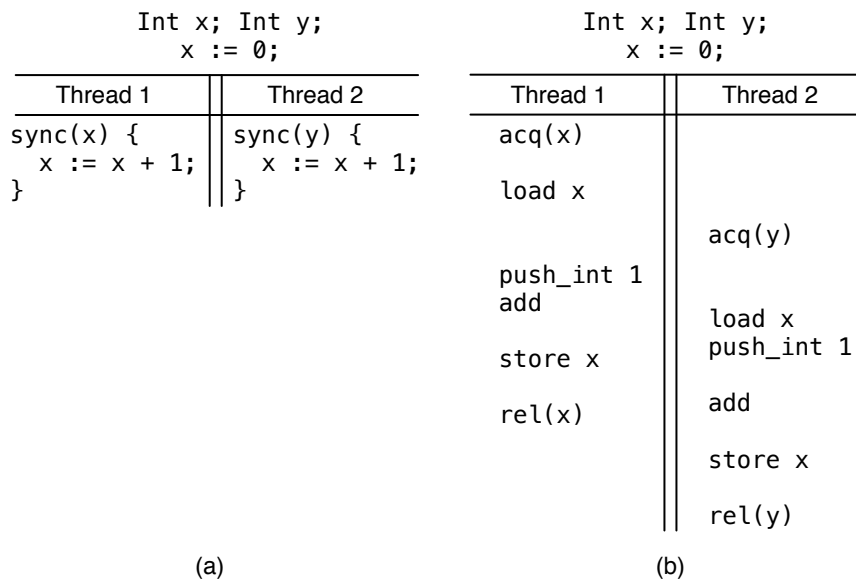 Int x; Int y;
x := 0;
Thread 1 Thread 2
sync(x) { sync(y) {
x := x + 1; x := x + 1;
} }
(a)
Int x; Int y;
x := 0;
Thread 1 Thread 2
acq(x)
load x
acq(y)
push_int 1
add
load x
push_int 1
store x
add
rel(x)
store x
rel(y)
(b)